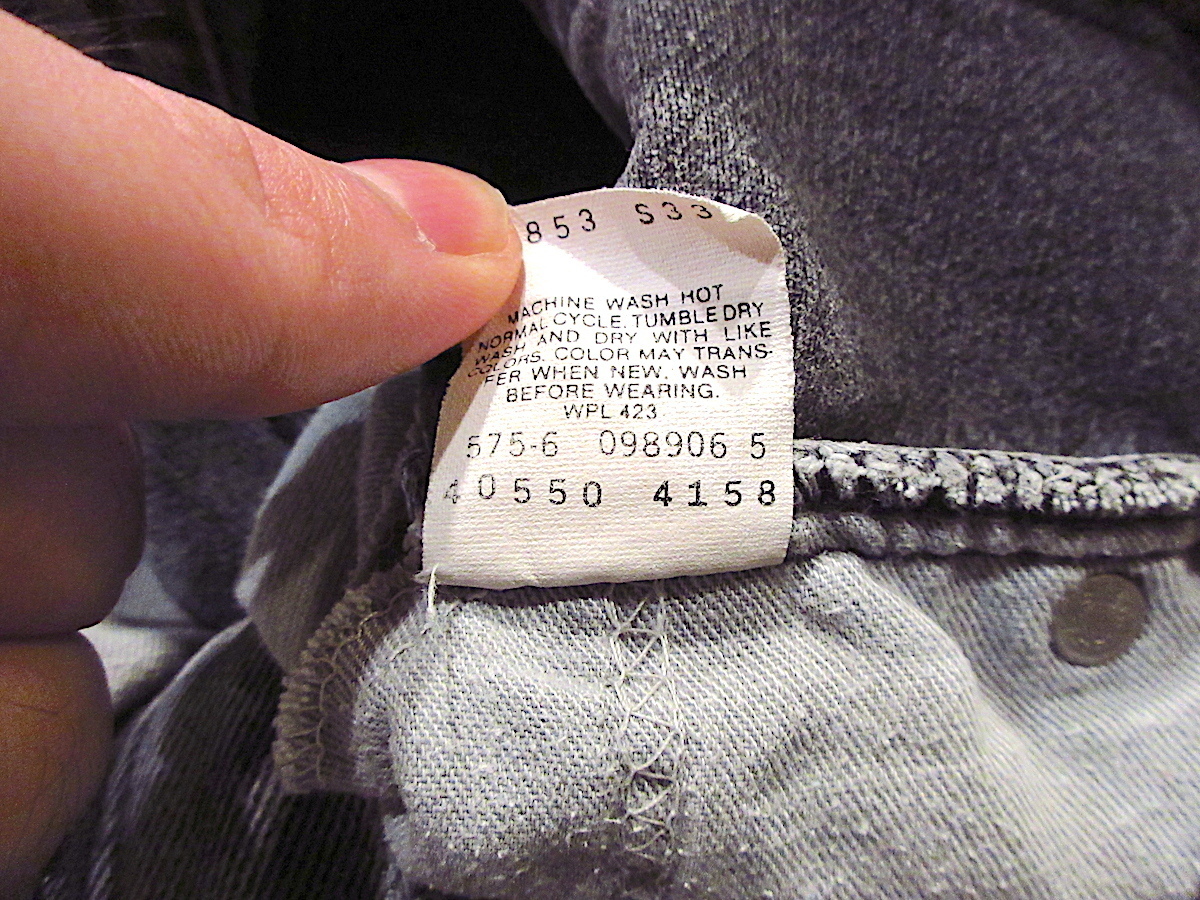 853 S33
MACHINE WASH HOT
NORMAL CYCLE. TUMBLE DRY
WASH AND DRY WITH LIKE
COLORS. COLOR MAY TRANS-
FER WHEN NEW. WASH
BEFORE WEARING.
WPL 423
575-6 098906 5
40550 4158